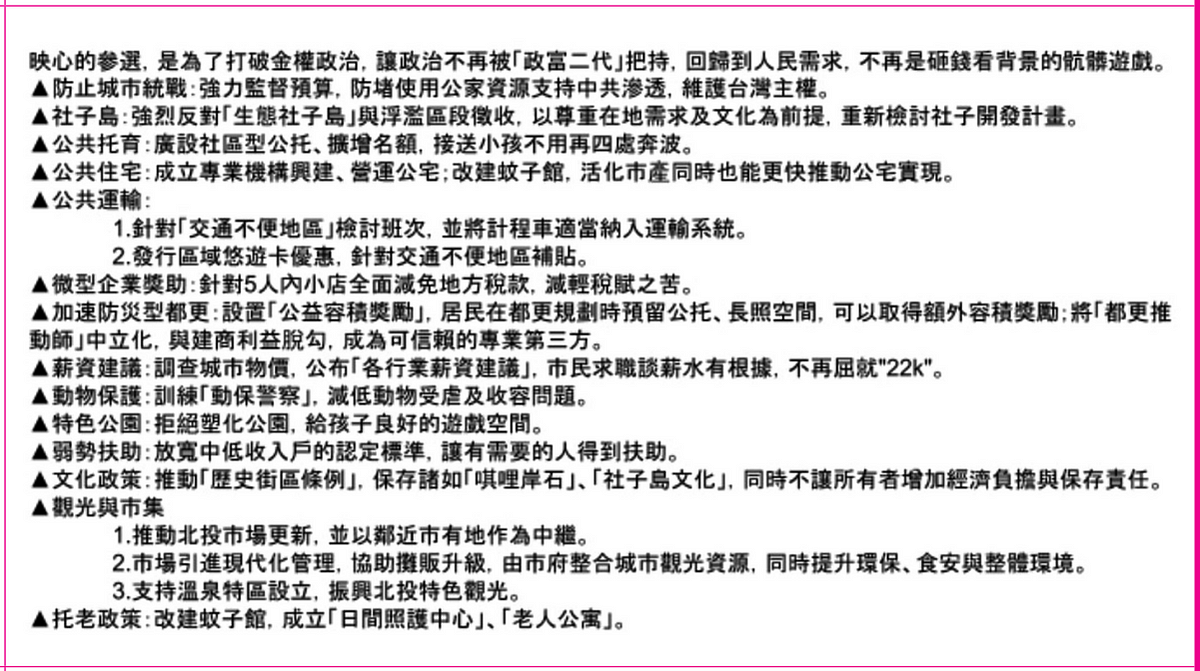 映心的參選, 是為了打破金權政治, 讓政治不再被｢政富二代｣把持, 回歸到人民需求, 不再是砸錢看背景的骯髒遊戲。
▲防止城市統戰:強力監督預算, 防堵使用公家資源支持中共滲透, 維護台灣主權。
▲社子島:強烈反對｢生態社子島｣與浮濫區段徵收, 以尊重在地需求及文化為前提, 重新檢討社子開發計畫。
▲公共托育:廣設社區型公托、擴增名額, 接送小孩不用再四處奔波。
▲公共住宅:成立專業機構興建、營運公宅;改建蚊子館, 活化市產同時也能更快推動公宅實現。
▲公共運輸:
1.針對｢交通不便地區｣檢討班次, 並將計程車適當納入運輸系統。
2.發行區域悠遊卡優惠, 針對交通不便地區補貼。
▲微型企業獎助:針對5人內小店全面減免地方稅款, 減輕稅賦之苦。
▲加速防災型都更:設置｢公益容積獎勵｣, 居民在都更規劃時預留公托、長照空間, 可以取得額外容積獎勵;將｢都更推
動師｣中立化, 與建商利益脫勾, 成為可信賴的專業第三方。
▲薪資建議:調查城市物價, 公布｢各行業薪資建議｣, 市民求職談薪水有根據, 不再屈就"22k"。
▲動物保護:訓練｢動保警察｣, 減低動物受虐及收容問題。
▲特色公園:拒絕塑化公園, 給孩子良好的遊戲空間。
▲弱勢扶助:放寬中低收入戶的認定標準, 讓有需要的人得到扶助。
▲文化政策:推動｢歷史街區條例｣, 保存諸如｢唭哩岸石｣、｢社子島文化｣, 同時不讓所有者增加經濟負擔與保存責任。
▲觀光與市集
1.推動北投市場更新, 並以鄰近市有地作為中繼。
2.市場引進現代化管理, 協助攤販升級, 由市府整合城市觀光資源, 同時提升環保、食安與整體環境。
3.支持溫泉特區設立, 振興北投特色觀光。
▲托老政策:改建蚊子館, 成立｢日間照護中心｣、｢老人公寓｣。